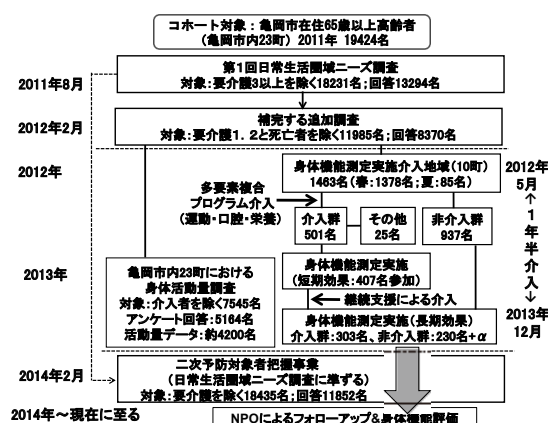 コホート対象：亀岡市在住65歳以上高齢者
（亀岡市内23町）2011年 19424名
2011年8月
第1回日常生活圏域ニーズ調査
対象：要介護3以上を除く18231名；回答13294名
2012年2月
補完する追加調査
対象：要介護1．2と死亡者を除く11985名；回答8370名
2012年
身体機能測定実施介入地域（10町）
1463名（春：1378名；夏：85名）
多要素複合
プログラム介入
（運動・口腔・栄養）
介入群
501名
その他
25名
非介入群
937名
2012年
5月
↑
1
年
半
介
入
↓
2013年
12月
2013年
亀岡市内23町における
身体活動量調査
対象：介入者を除く7545名
アンケート回答：5164名
活動量データ：約4200名
身体機能測定実施
（短期効果：407名参加）
継続支援による介入
身体機能測定実施（長期効果）
介入群：303名、非介入群：230名+α
2014年2月
二次予防対象者把握事業
（日常生活圏域ニーズ調査に準ずる）
対象：要介護を除く18435名；回答11852名
2014年～現在に至る
NPOによるフォローアップ&身体機能評価